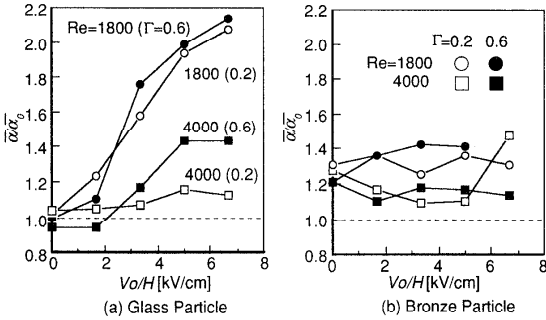 2.2
2.0
1.8
1.6
1.4
1.2
1.0
0.8
ᾱ/ᾱ₀
Re=1800 (Γ=0.6)
1800 (0.2)
4000 (0.6)
4000 (0.2)
0 2 4 6 8
Vo/H [kV/cm]
(a) Glass Particle
2.2
2.0
1.8
1.6
1.4
1.2
1.0
0.8
ᾱ/ᾱ₀
Γ=0.2 0.6
Re=1800
4000
0 2 4 6 8
Vo/H [kV/cm]
(b) Bronze Particle